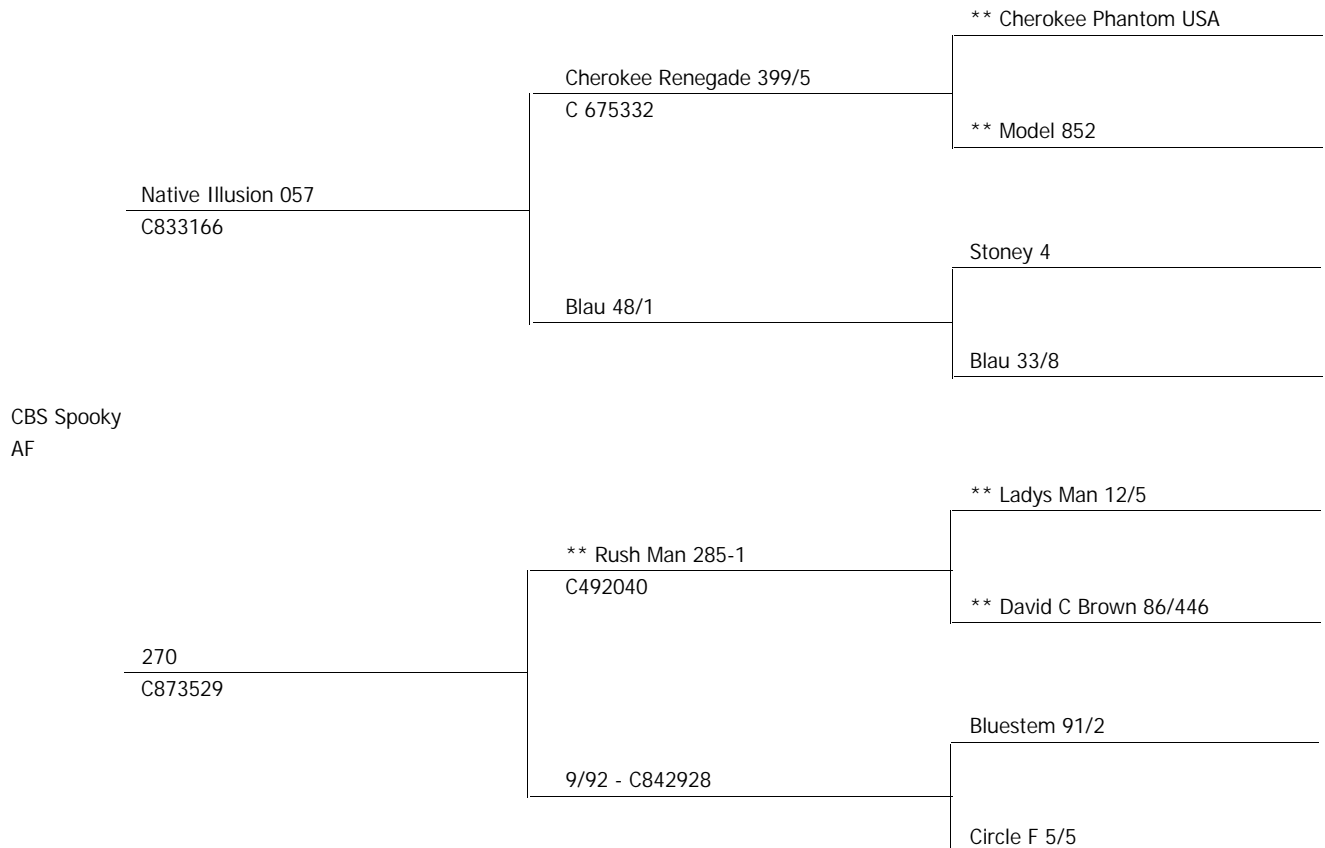 ** Cherokee Phantom USA
Cherokee Renegade 399/5
C 675332
** Model 852
Native Illusion 057
C833166
Stoney 4
Blau 48/1
Blau 33/8
CBS Spooky
AF
** Ladys Man 12/5
** Rush Man 285-1
C492040
** David C Brown 86/446
270
C873529
Bluestem 91/2
9/92 - C842928
Circle F 5/5